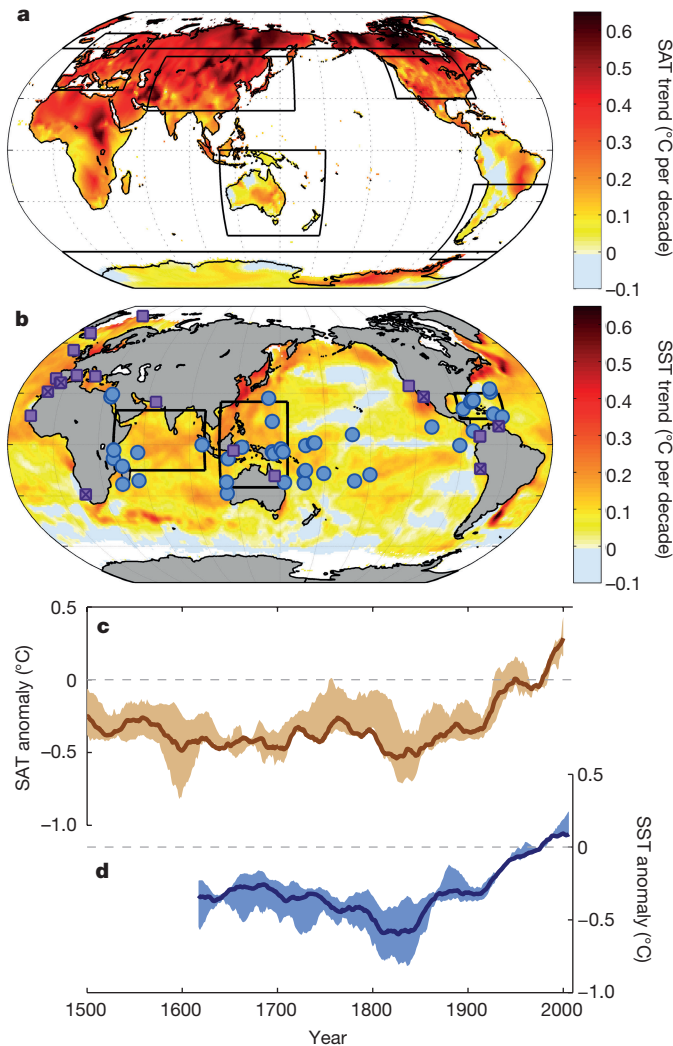 a
0.6
0.5
0.4
0.3
0.2
0.1
0
–0.1
SAT trend (°C per decade)
b
0.6
0.5
0.4
0.3
0.2
0.1
0
–0.1
SST trend (°C per decade)
0.5
c
0
–0.5
–1.0
SAT anomaly (°C)
0.5
d
0
–0.5
–1.0
SST anomaly (°C)
1500 1600 1700 1800 1900 2000
Year